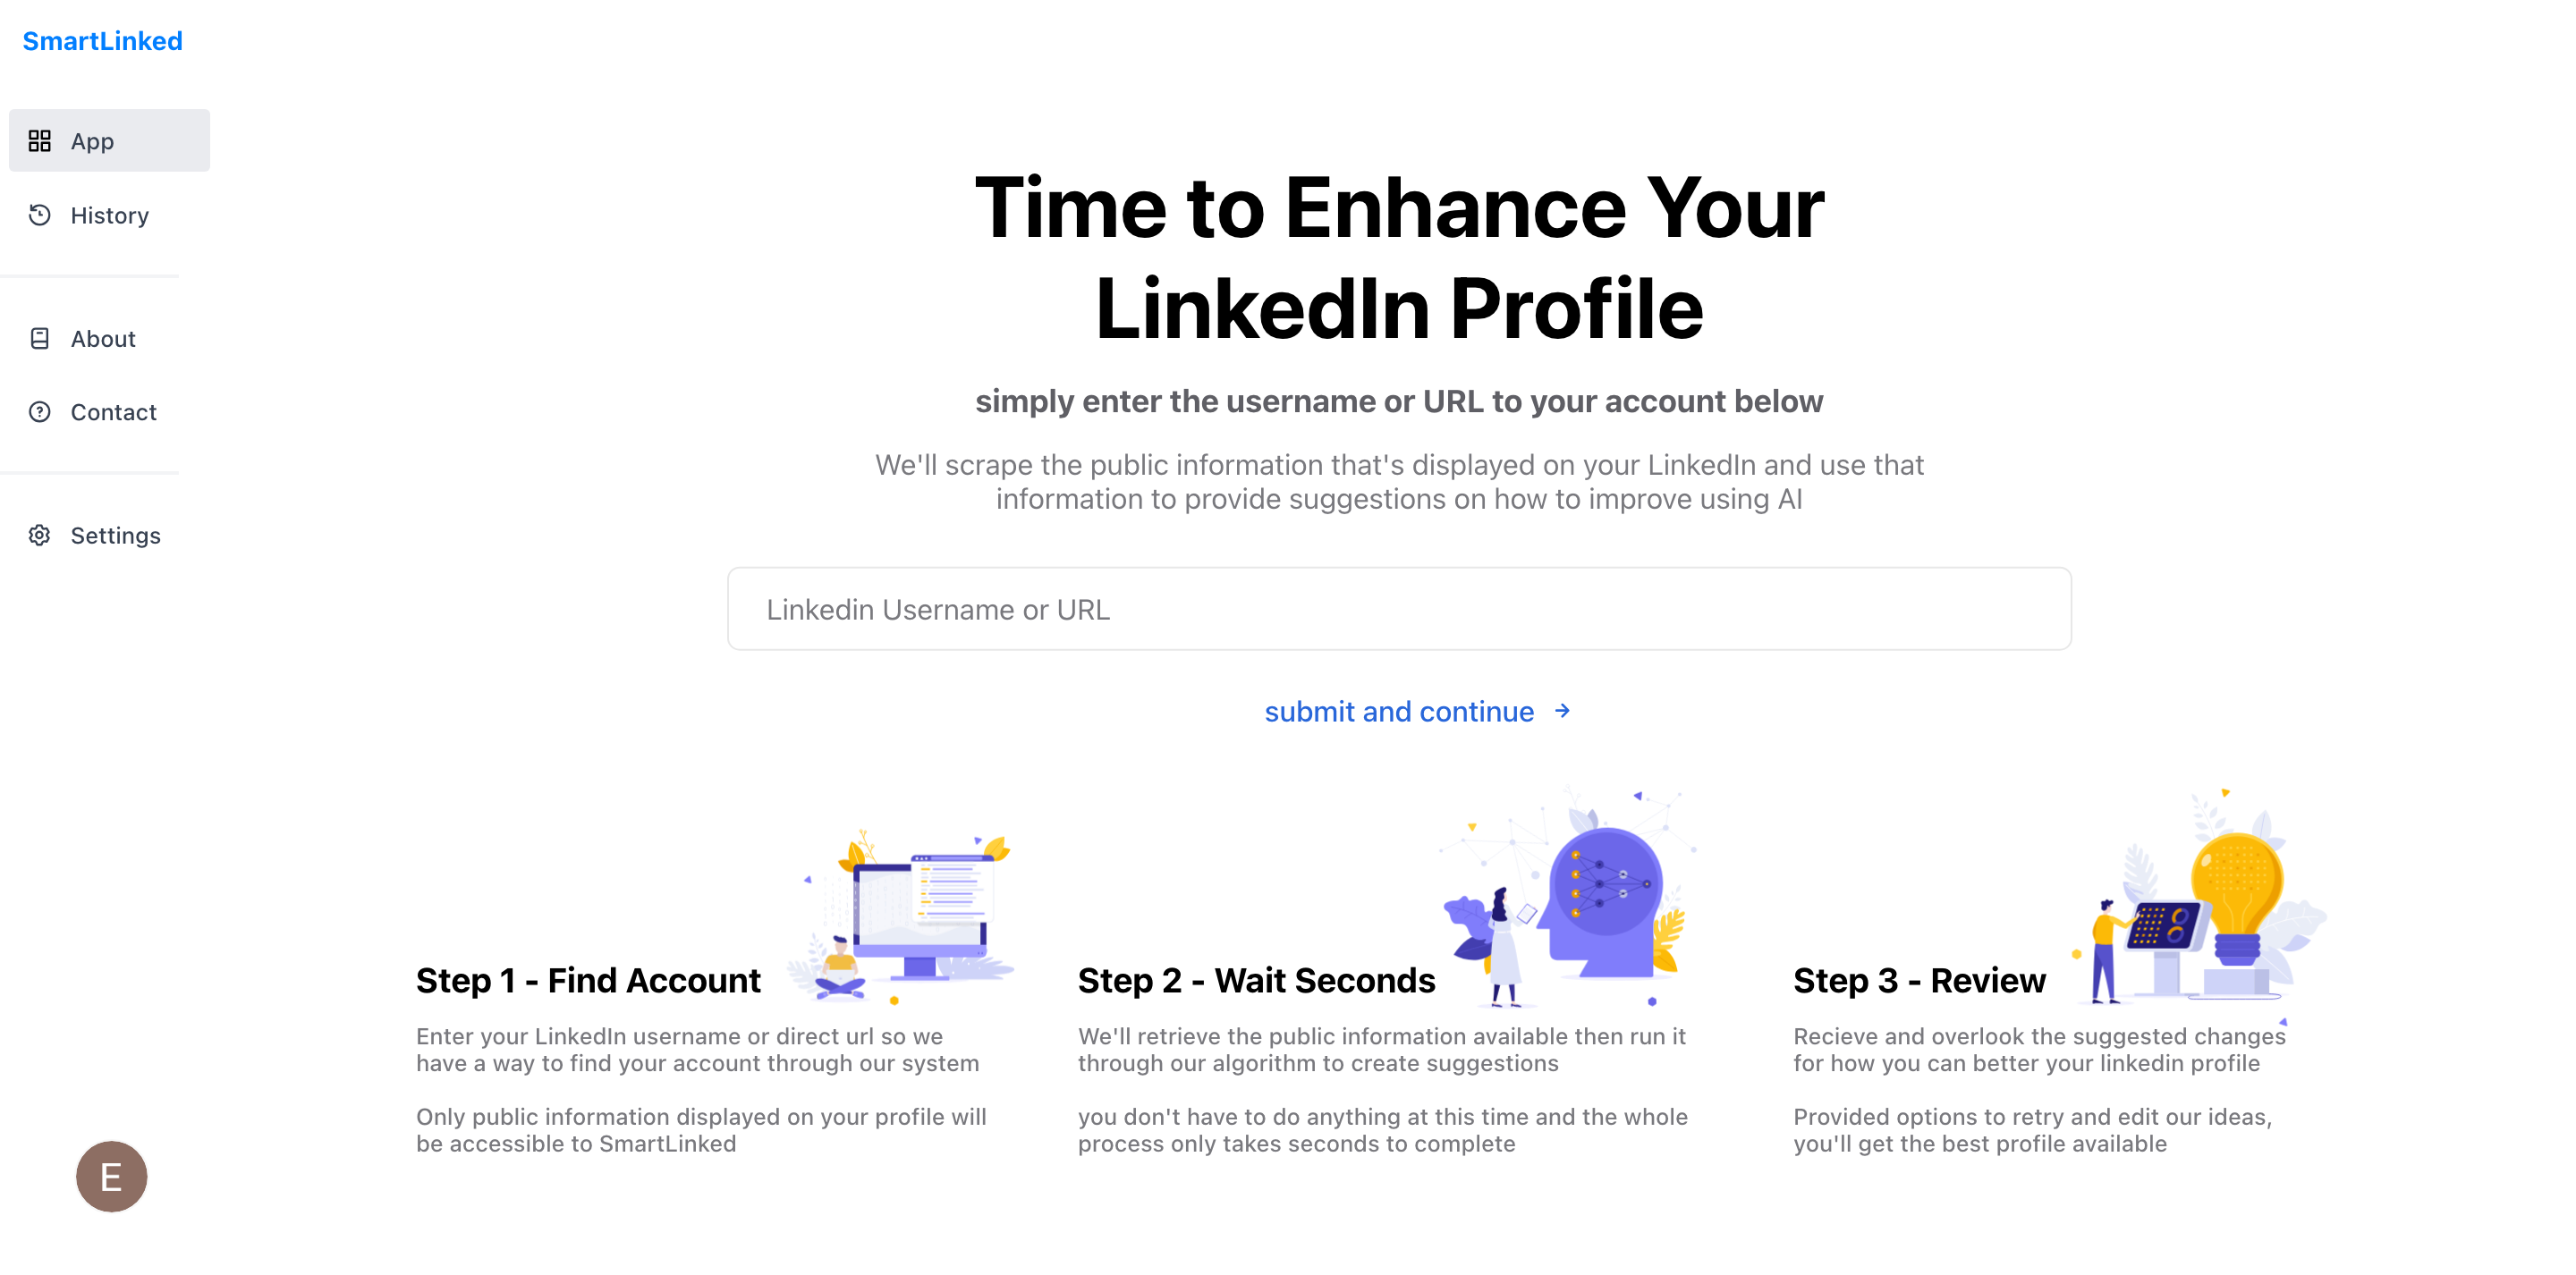 SmartLinked
App
History
About
Contact
Settings
E
Time to Enhance Your
LinkedIn Profile
simply enter the username or URL to your account below
We'll scrape the public information that's displayed on your LinkedIn and use that
information to provide suggestions on how to improve using AI
Linkedin Username or URL
submit and continue →
Step 1 - Find Account
Enter your LinkedIn username or direct url so we
have a way to find your account through our system
Only public information displayed on your profile will
be accessible to SmartLinked
Step 2 - Wait Seconds
We'll retrieve the public information available then run it
through our algorithm to create suggestions
you don't have to do anything at this time and the whole
process only takes seconds to complete
Step 3 - Review
Recieve and overlook the suggested changes
for how you can better your linkedin profile
Provided options to retry and edit our ideas,
you'll get the best profile available